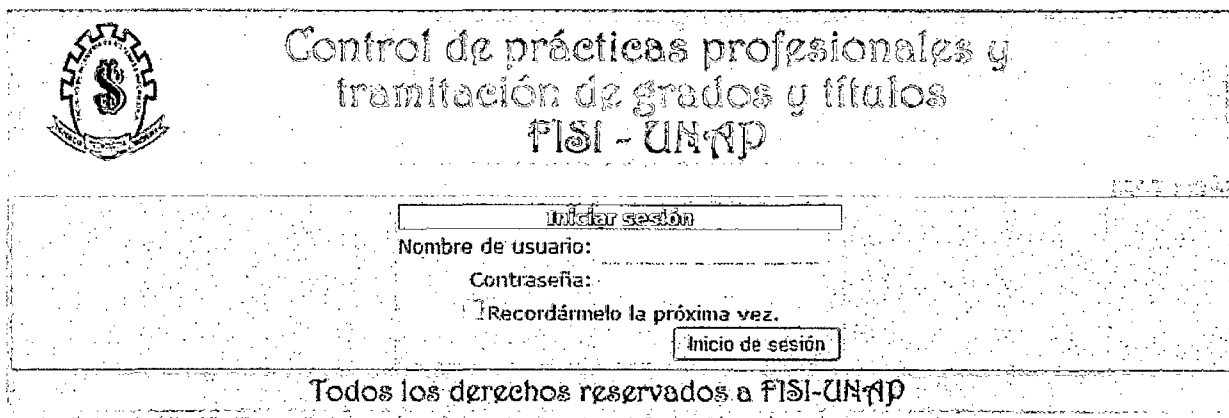 Control de prácticas profesionales y
tramitación de grados y títulos
FISI - UNAP
Iniciar sesión
Nombre de usuario:
Contraseña:
Recordármelo la próxima vez.
Inicio de sesión
Todos los derechos reservados a FISI-UNAP